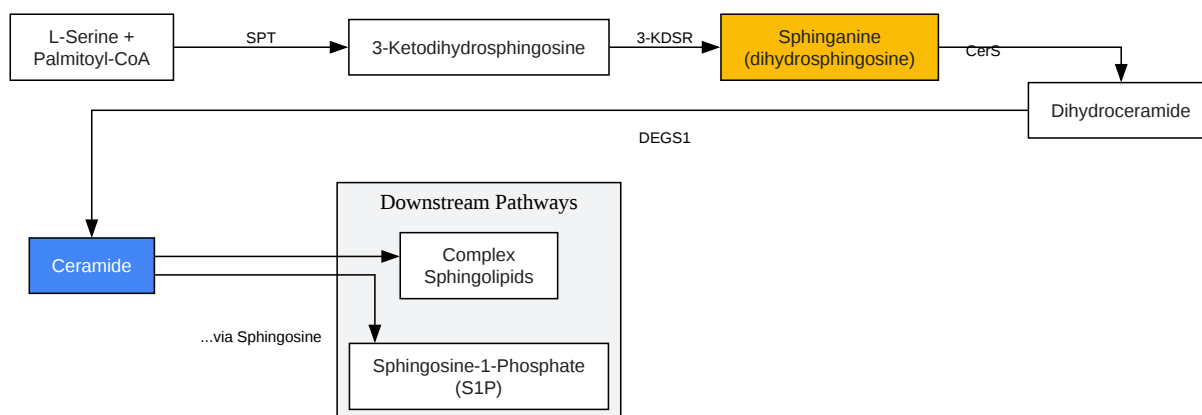 L-Serine +
Palmitoyl-CoA
SPT
3-Ketodihydrosphingosine
3-KDSR
Sphinganine
(dihydrosphingosine)
CerS
Dihydroceramide
DEGS1
Downstream Pathways
Ceramide
Complex
Sphingolipids
...via Sphingosine
Sphingosine-1-Phosphate
(S1P)